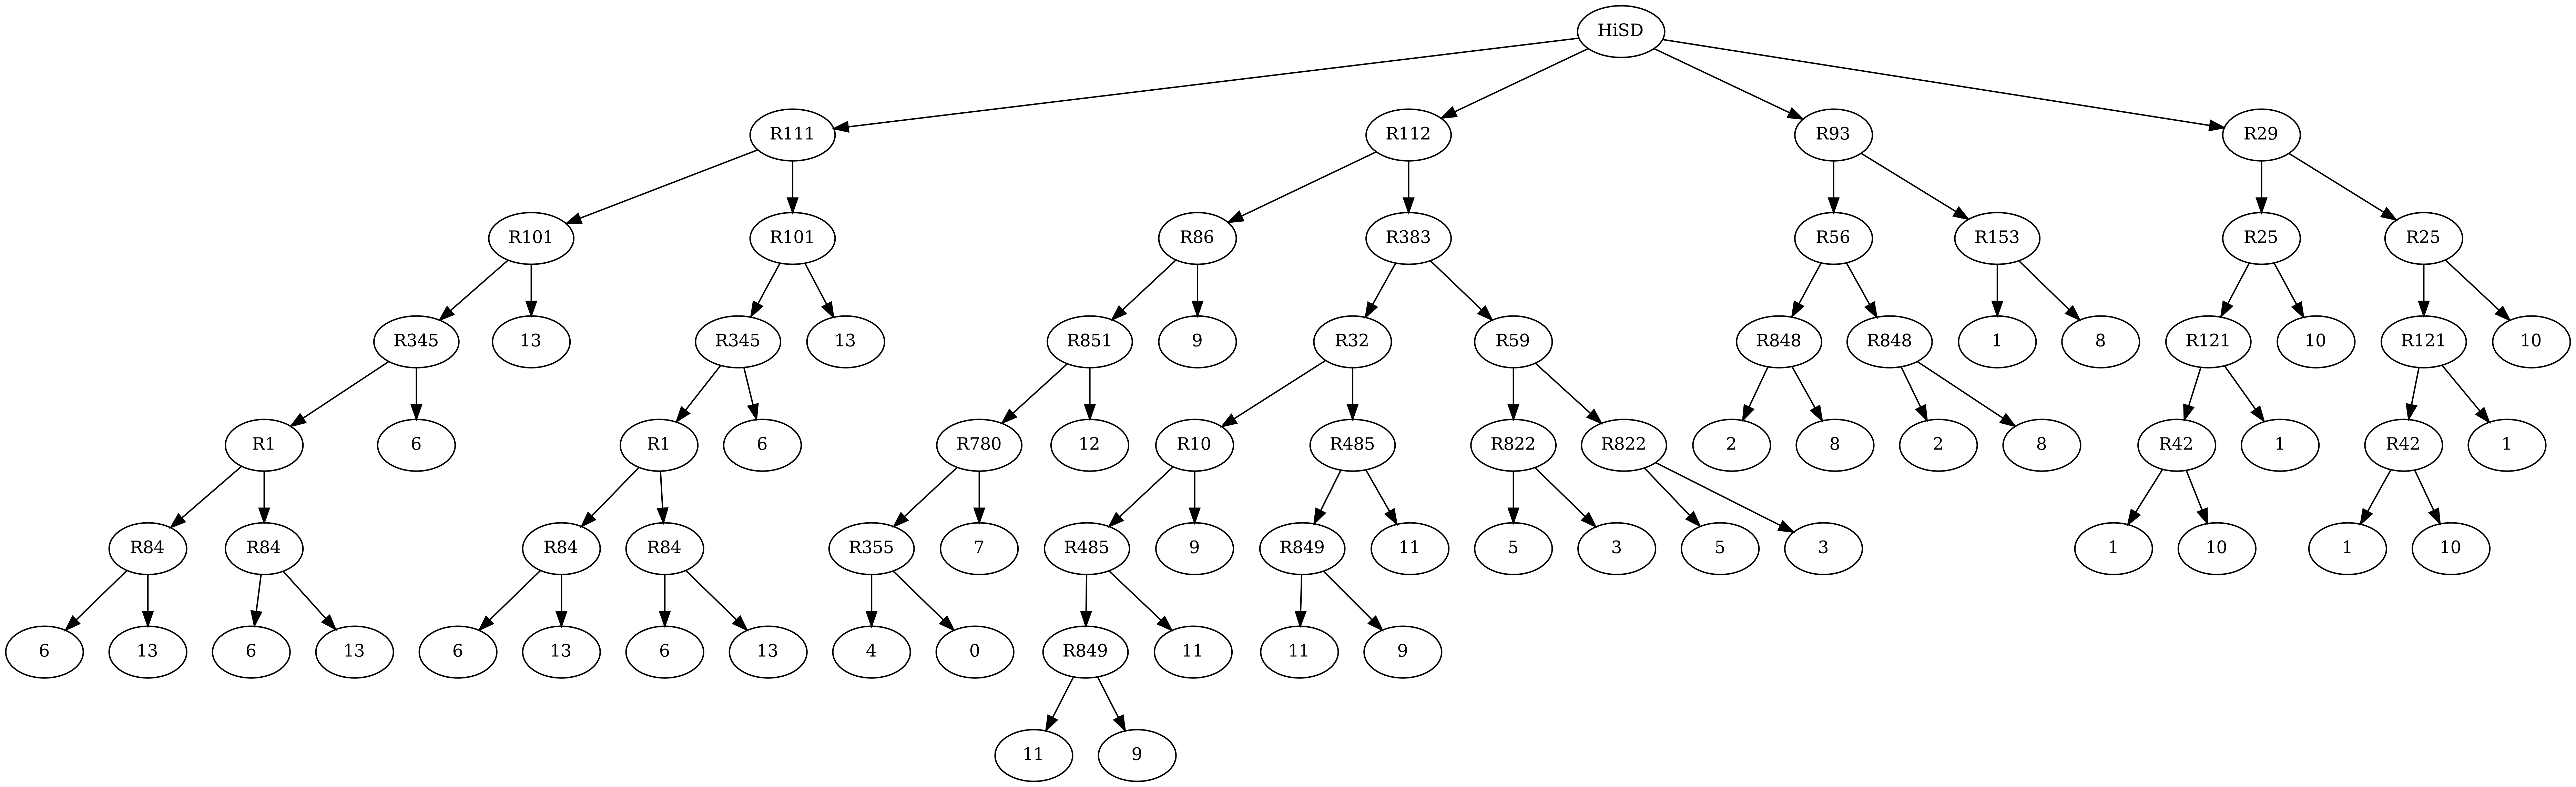 HiSD
R111 R112 R93 R29
R101 R101 R86 R383 R56 R153 R25 R25
R345 13 R345 13 R851 9 R32 R59 R848 R848 1 8 R121 10 R121 10
R1 6 R1 6 R780 12 R10 R485 R822 R822 2 8 2 8 R42 1 R42 1
R84 R84 R84 R84 R355 7 R485 9 R849 11 5 3 5 3 1 10 1 10
6 13 6 13 6 13 6 13 4 0 R849 11 11 9
11 9